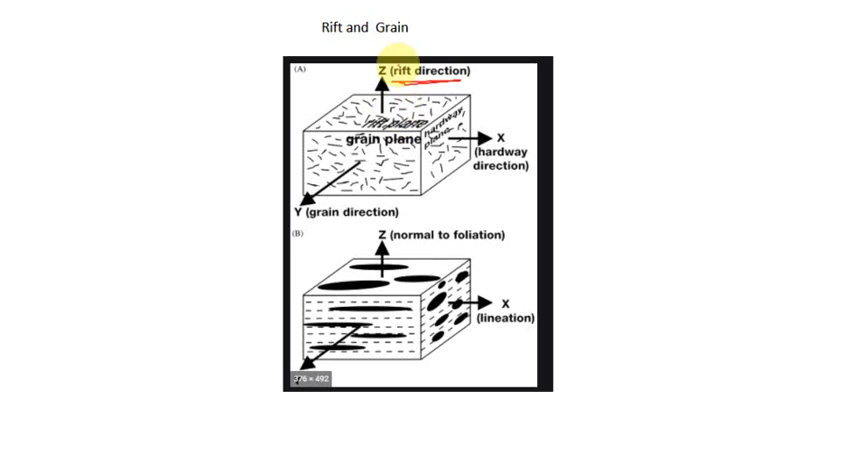 Rift and Grain
(A)
Z (rift direction)
rift plane
hardway
plane
grain plane
X
(hardway
direction)
Y (grain direction)
(B)
Z (normal to foliation)
X
(lineation)
376 × 492